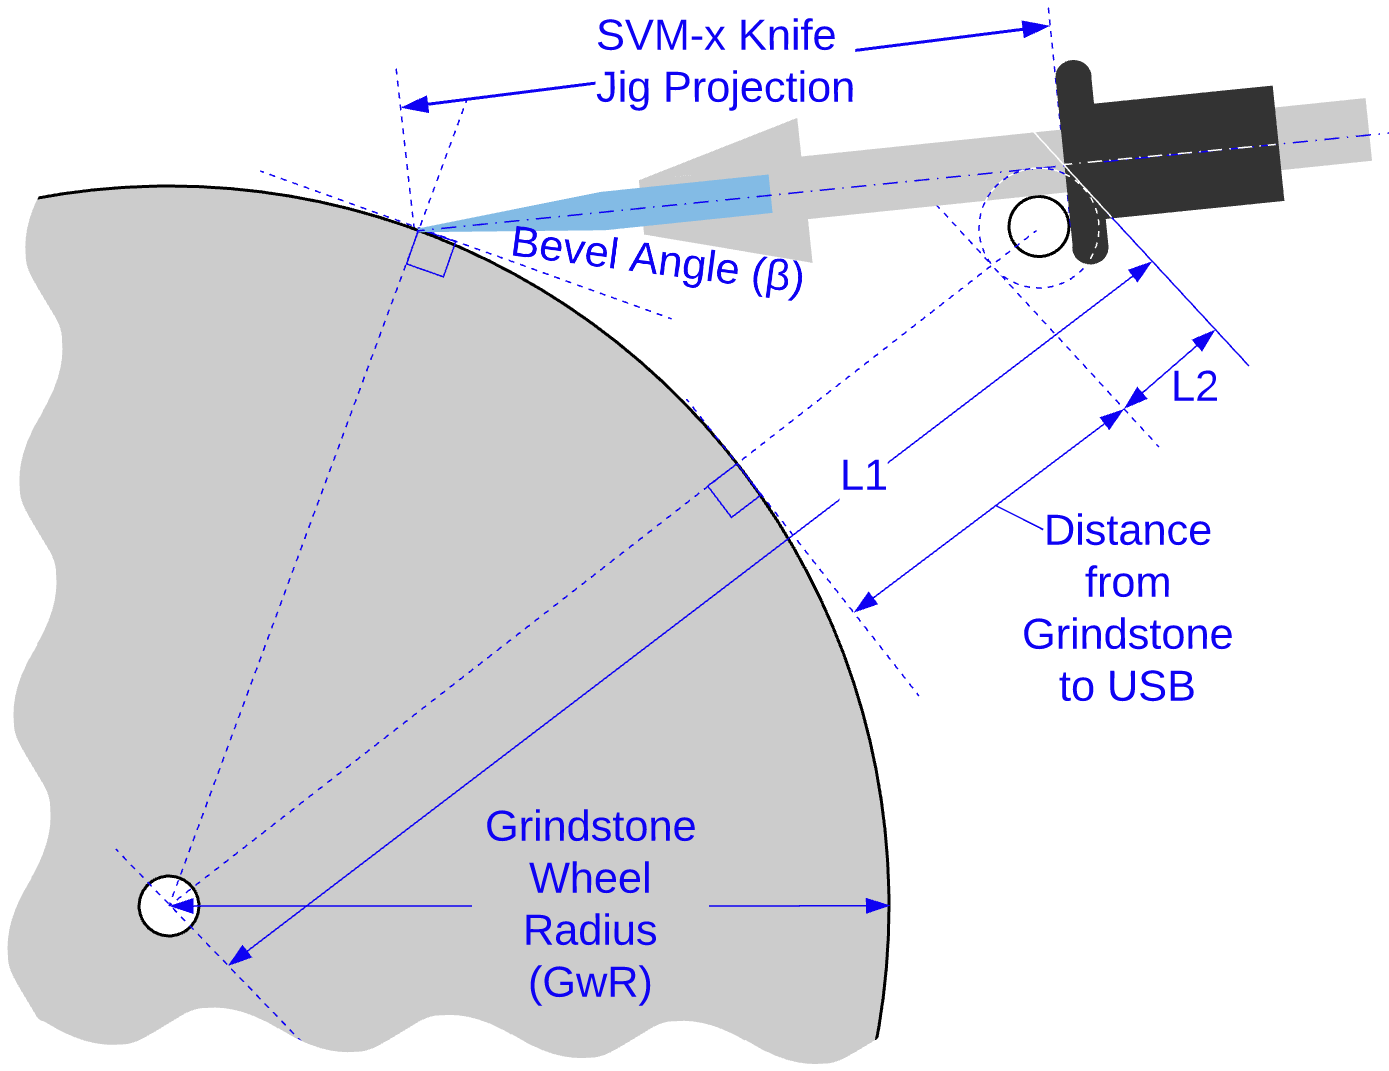 SVM-x Knife
Jig Projection
Bevel Angle (β)
L2
L1
Distance
from
Grindstone
to USB
Grindstone
Wheel
Radius
(GwR)